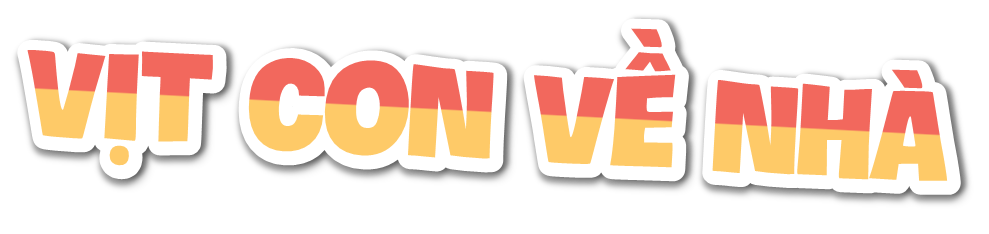 VỊT CON VỀ NHÀ